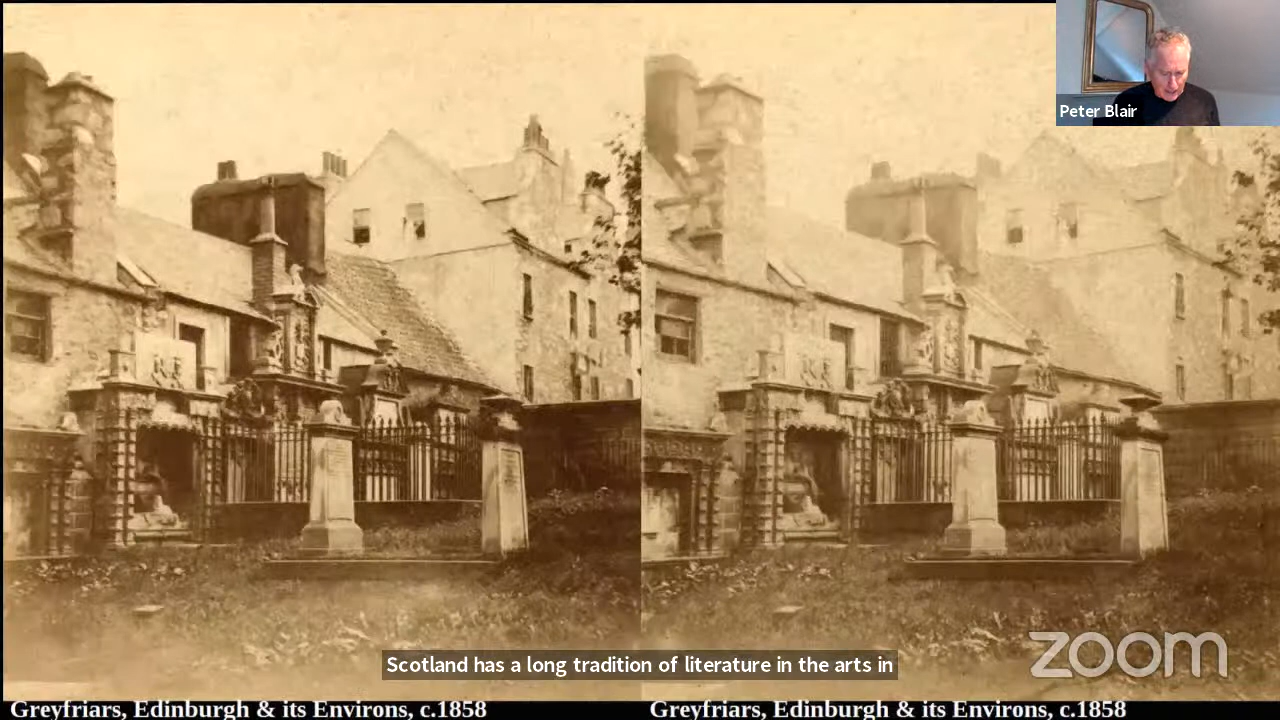 Peter Blair
Scotland has a long tradition of literature in the arts in
zoom
Greyfriars, Edinburgh & its Environs, c.1858
Greyfriars, Edinburgh & its Environs, c.1858